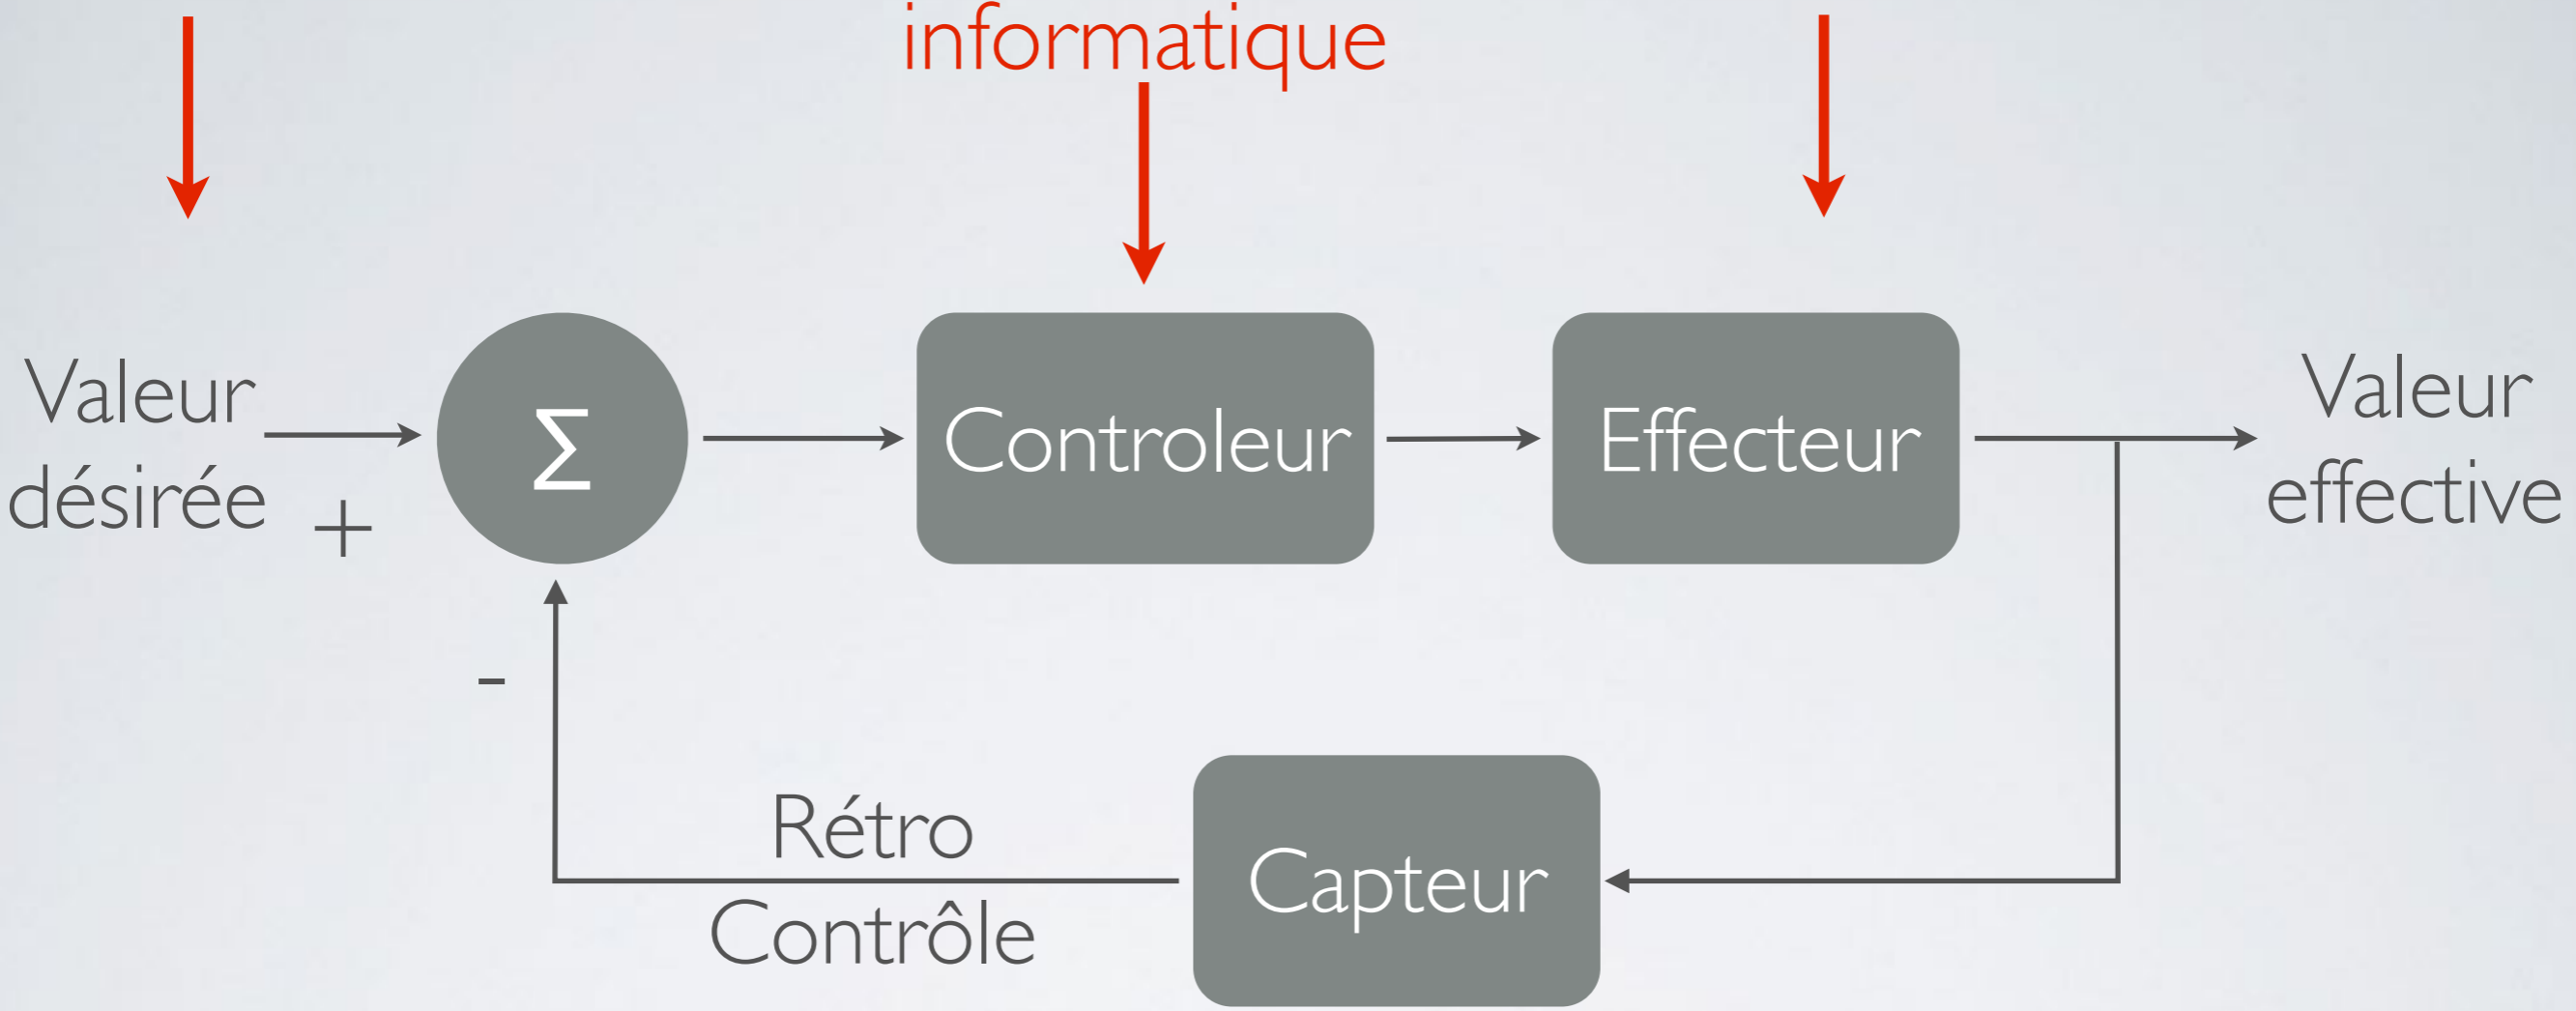 informatique
Valeur
désirée
+
Σ
Controleur
Effecteur
Valeur
effective
-
Rétro
Contrôle
Capteur